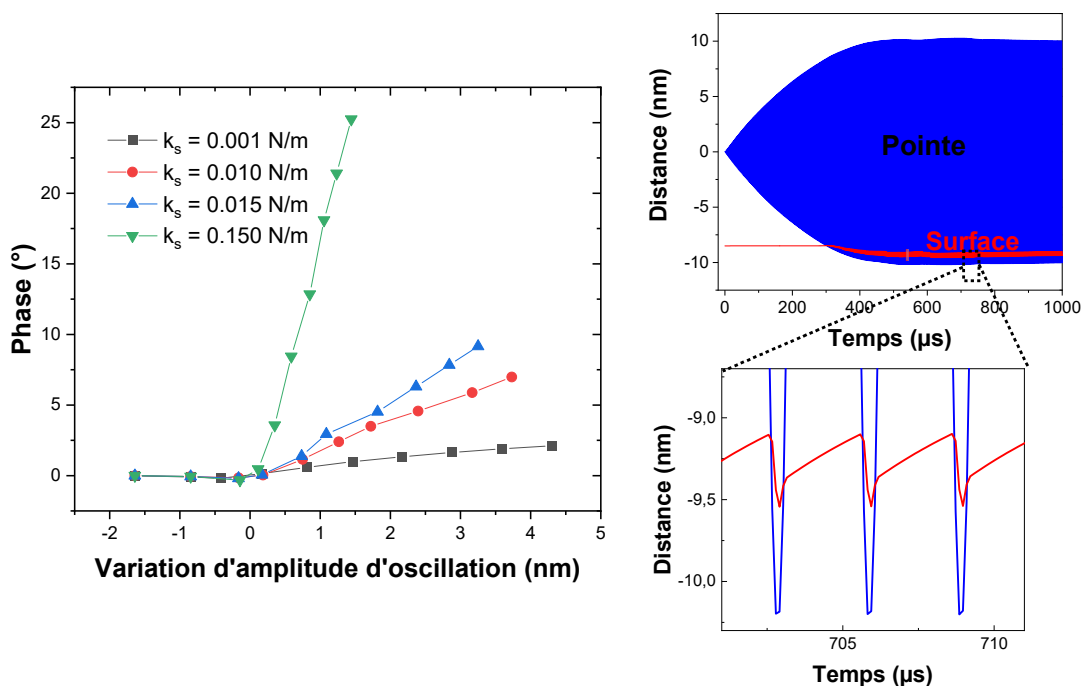 25
20
15
10
5
0
Phase (°)
k_s = 0.001 N/m
k_s = 0.010 N/m
k_s = 0.015 N/m
k_s = 0.150 N/m
-2 -1 0 1 2 3 4 5
Variation d'amplitude d'oscillation (nm)
10
5
0
-5
-10
Distance (nm)
Pointe
Surface
0 200 400 600 800 1000
Temps (µs)
-9,0
-9,5
-10,0
Distance (nm)
705 710
Temps (µs)